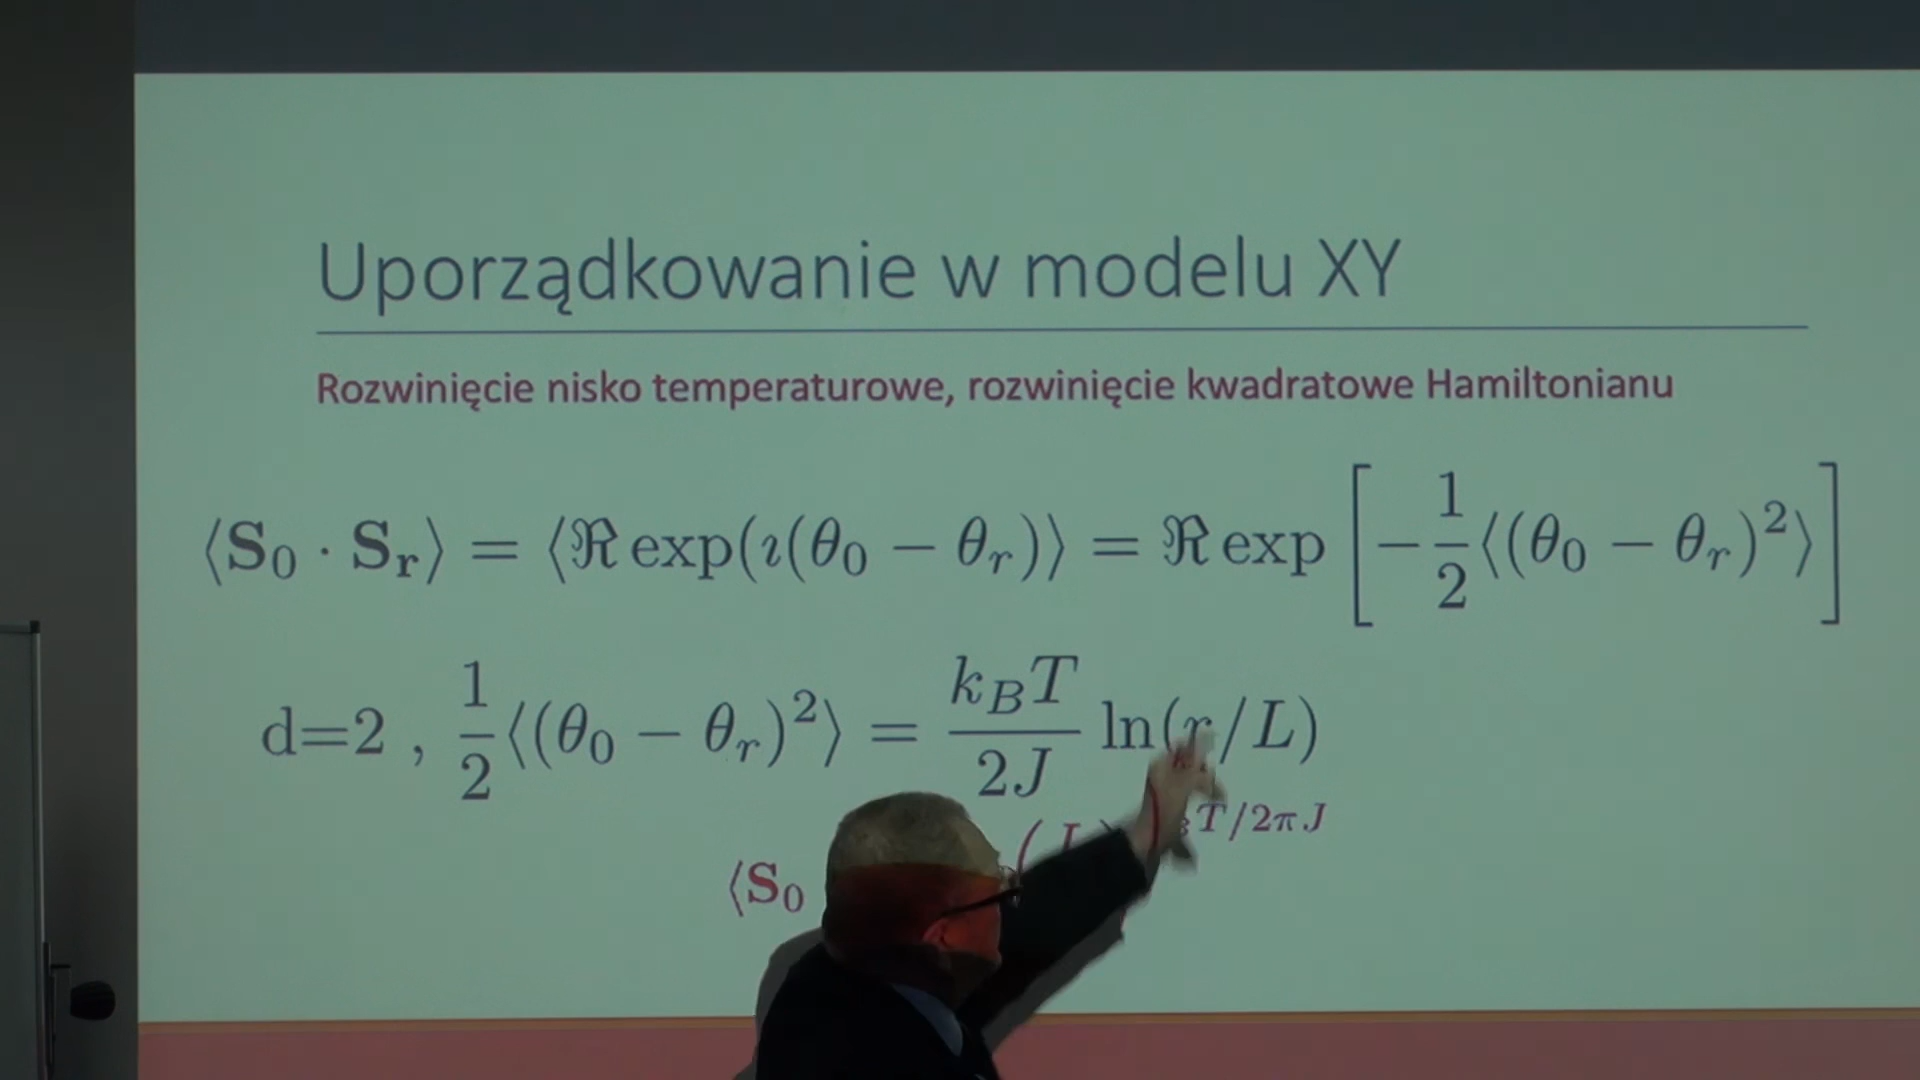 Uporządkowanie w modelu XY
Rozwinięcie nisko temperaturowe, rozwinięcie kwadratowe Hamiltonianu
⟨S₀ · Sᵣ⟩ = ⟨ℜ exp(ı(θ₀ − θᵣ)⟩ = ℜ exp [−1/2⟨(θ₀ − θᵣ)²⟩]
d=2 , 1/2⟨(θ₀ − θᵣ)²⟩ = k_BT/2J ln(r/L)
⟨S₀ T/2πJ